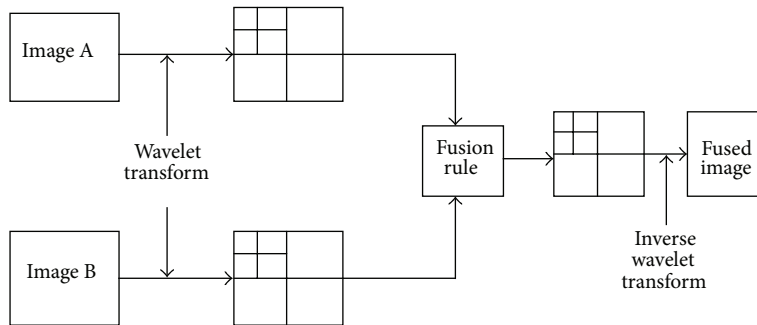 Image A
Wavelet
transform
Image B
Fusion
rule
Fused
image
Inverse
wavelet
transform